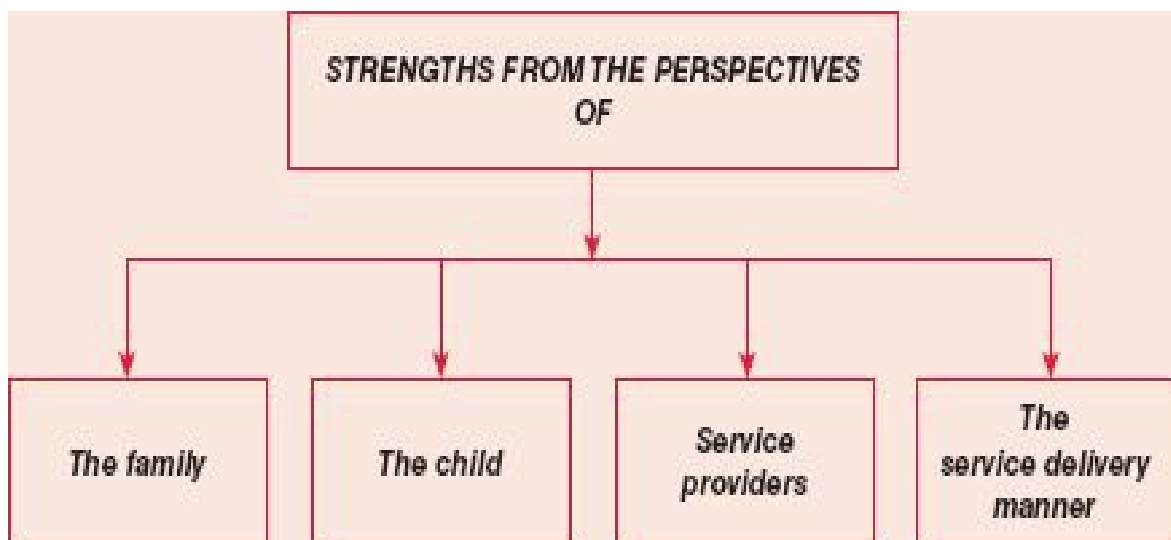 STRENGTHS FROM THE PERSPECTIVES
OF
The family
The child
Service
providers
The
service delivery
manner